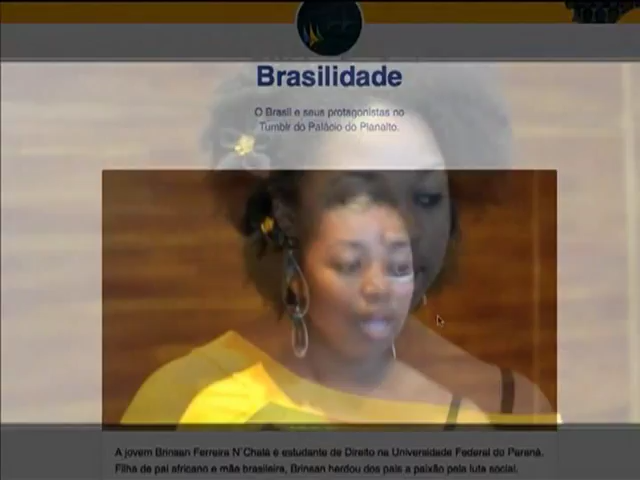 Brasilidade
O Brasil e seus protagonistas no
Tumblr do Palácio do Planalto.
A jovem Brinsan Ferreira N'Chalá é estudante de Direito na Universidade Federal do Paraná.
Filha de pai africano e mãe brasileira, Brinsan herdou dos pais a paixão pela luta social.